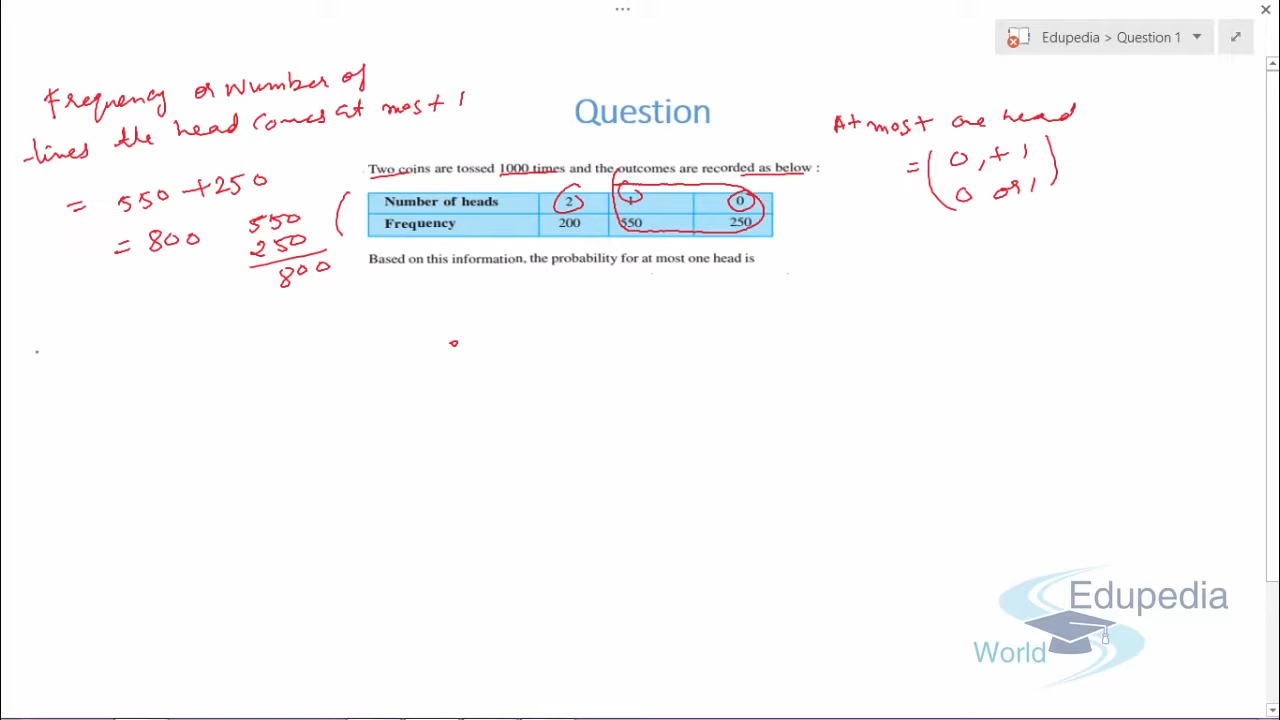 Edupedia > Question 1
Frequency or Number of
times the head comes at most 1
= 550 + 250
= 800
550
250
800
Question
At most one head
= ( 0, + 1
0 or 1 )
Two coins are tossed 1000 times and the outcomes are recorded as below :
Number of heads 2 1 0
Frequency 200 550 250
Based on this information, the probability for at most one head is
Edupedia
World